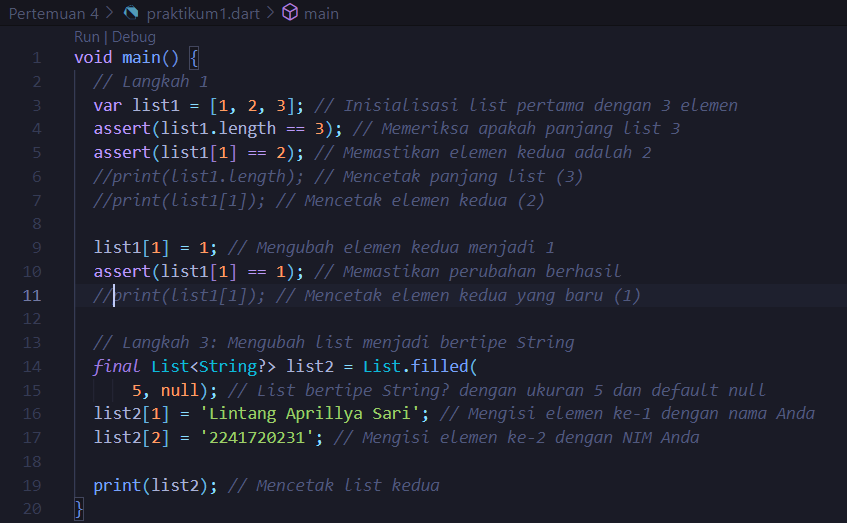 Pertemuan 4 > praktikum1.dart > main
Run | Debug
1 void main() {
2 // Langkah 1
3 var list1 = [1, 2, 3]; // Inisialisasi list pertama dengan 3 elemen
4 assert(list1.length == 3); // Memeriksa apakah panjang list 3
5 assert(list1[1] == 2); // Memastikan elemen kedua adalah 2
6 //print(list1.length); // Mencetak panjang list (3)
7 //print(list1[1]); // Mencetak elemen kedua (2)
8
9 list1[1] = 1; // Mengubah elemen kedua menjadi 1
10 assert(list1[1] == 1); // Memastikan perubahan berhasil
11 //print(list1[1]); // Mencetak elemen kedua yang baru (1)
12
13 // Langkah 3: Mengubah list menjadi bertipe String
14 final List<String?> list2 = List.filled(
15 5, null); // List bertipe String? dengan ukuran 5 dan default null
16 list2[1] = 'Lintang Aprillya Sari'; // Mengisi elemen ke-1 dengan nama Anda
17 list2[2] = '2241720231'; // Mengisi elemen ke-2 dengan NIM Anda
18
19 print(list2); // Mencetak list kedua
20 }